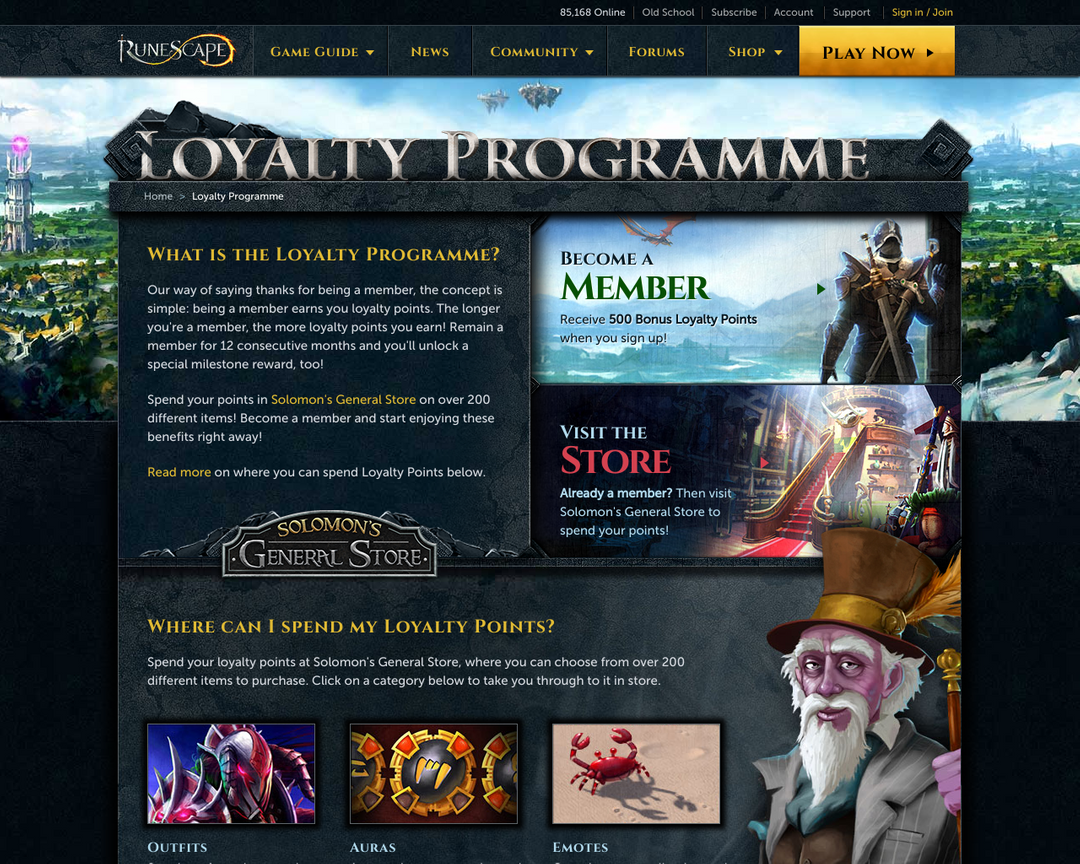 85,168 Online
Old School
Subscribe
Account
Support
Sign in / Join
RuneScape
Game Guide
News
Community
Forums
Shop
Play Now
Loyalty Programme
Home > Loyalty Programme
What is the Loyalty Programme?
Our way of saying thanks for being a member, the concept is
simple: being a member earns you loyalty points. The longer
you're a member, the more loyalty points you earn! Remain a
member for 12 consecutive months and you'll unlock a
special milestone reward, too!
Spend your points in Solomon's General Store on over 200
different items! Become a member and start enjoying these
benefits right away!
Read more on where you can spend Loyalty Points below.
Become a
Member
Receive 500 Bonus Loyalty Points
when you sign up!
Visit the
Store
Already a member? Then visit
Solomon's General Store to
spend your points!
Solomon's
General Store
Where can I spend my Loyalty Points?
Spend your loyalty points at Solomon's General Store, where you can choose from over 200
different items to purchase. Click on a category below to take you through to it in store.
Outfits
Auras
Emotes